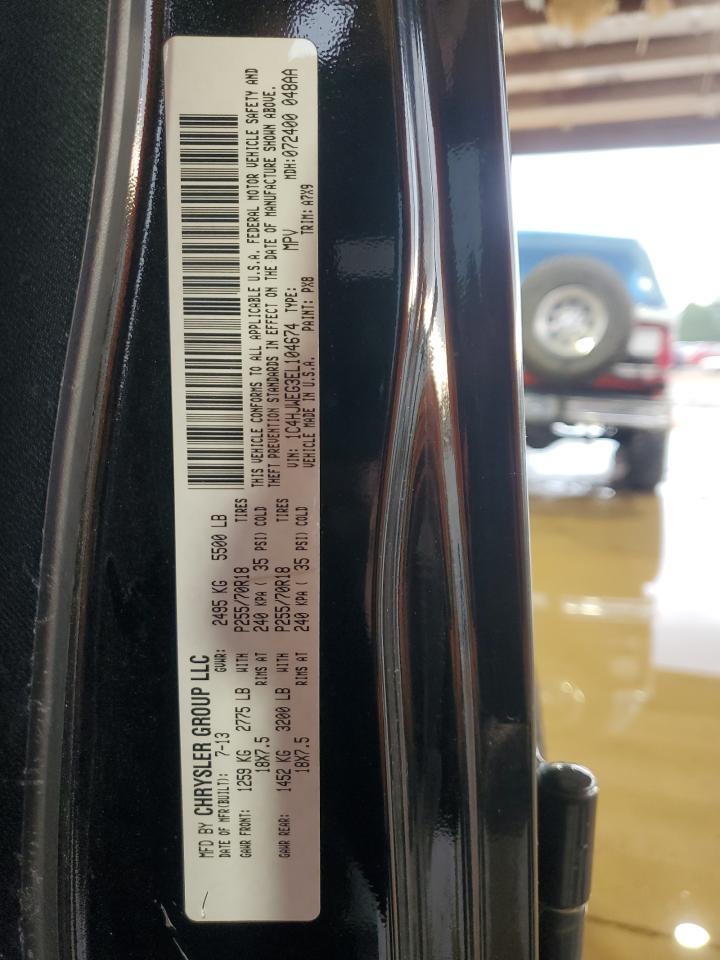 MFD BY CHRYSLER GROUP LLC
DATE OF MFR(BUILT): 7-13 GVWR: 2495 KG 5500 LB
GAWR FRONT: 1259 KG 2775 LB WITH P255/70R18 TIRES
18X7.5 RIMS AT 240 KPA ( 35 PSI) COLD
GAWR REAR: 1452 KG 3200 LB WITH P255/70R18 TIRES
18X7.5 RIMS AT 240 KPA ( 35 PSI) COLD
THIS VEHICLE CONFORMS TO ALL APPLICABLE U.S.A. FEDERAL MOTOR VEHICLE SAFETY AND
THEFT PREVENTION STANDARDS IN EFFECT ON THE DATE OF MANUFACTURE SHOWN ABOVE.
VIN: 1C4HJWEG3EL104674 TYPE: MPV MDH:072400 048AA
VEHICLE MADE IN U.S.A. PAINT: PX8 TRIM: A7X9